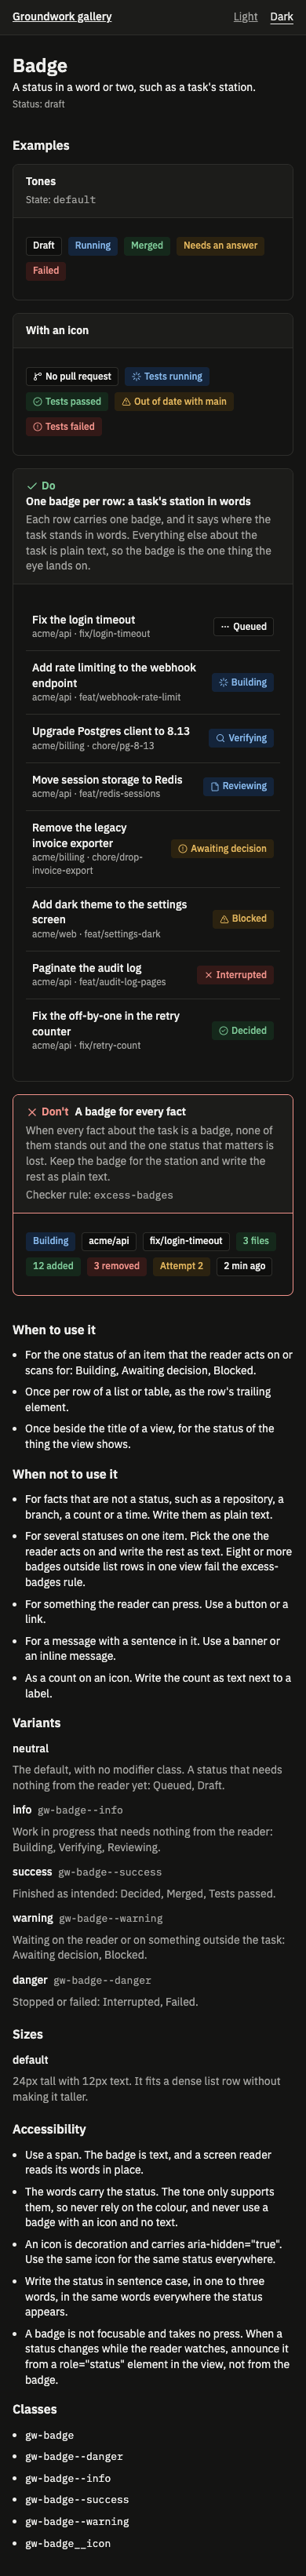 Groundwork gallery Light Dark
Badge
A status in a word or two, such as a task's station.
Status: draft
Examples
Tones
State: default
Draft Running Merged Needs an answer
Failed
With an icon
No pull request Tests running
Tests passed Out of date with main
Tests failed
Do
One badge per row: a task's station in words
Each row carries one badge, and it says where the
task stands in words. Everything else about the
task is plain text, so the badge is the one thing the
eye lands on.
Fix the login timeout
acme/api · fix/login-timeout
Queued
Add rate limiting to the webhook
endpoint
acme/api · feat/webhook-rate-limit
Building
Upgrade Postgres client to 8.13
acme/billing · chore/pg-8-13
Verifying
Move session storage to Redis
acme/api · feat/redis-sessions
Reviewing
Remove the legacy
invoice exporter
acme/billing · chore/drop-
invoice-export
Awaiting decision
Add dark theme to the settings
screen
acme/web · feat/settings-dark
Blocked
Paginate the audit log
acme/api · feat/audit-log-pages
Interrupted
Fix the off-by-one in the retry
counter
acme/api · fix/retry-count
Decided
Don't A badge for every fact
When every fact about the task is a badge, none of
them stands out and the one status that matters is
lost. Keep the badge for the station and write the
rest as plain text.
Checker rule: excess-badges
Building acme/api fix/login-timeout 3 files
12 added 3 removed Attempt 2 2 min ago
When to use it
• For the one status of an item that the reader acts on or
scans for: Building, Awaiting decision, Blocked.
• Once per row of a list or table, as the row's trailing
element.
• Once beside the title of a view, for the status of the
thing the view shows.
When not to use it
• For facts that are not a status, such as a repository, a
branch, a count or a time. Write them as plain text.
• For several statuses on one item. Pick the one the
reader acts on and write the rest as text. Eight or more
badges outside list rows in one view fail the excess-
badges rule.
• For something the reader can press. Use a button or a
link.
• For a message with a sentence in it. Use a banner or
an inline message.
• As a count on an icon. Write the count as text next to a
label.
Variants
neutral
The default, with no modifier class. A status that needs
nothing from the reader yet: Queued, Draft.
info gw-badge--info
Work in progress that needs nothing from the reader:
Building, Verifying, Reviewing.
success gw-badge--success
Finished as intended: Decided, Merged, Tests passed.
warning gw-badge--warning
Waiting on the reader or on something outside the task:
Awaiting decision, Blocked.
danger gw-badge--danger
Stopped or failed: Interrupted, Failed.
Sizes
default
24px tall with 12px text. It fits a dense list row without
making it taller.
Accessibility
• Use a span. The badge is text, and a screen reader
reads its words in place.
• The words carry the status. The tone only supports
them, so never rely on the colour, and never use a
badge with an icon and no text.
• An icon is decoration and carries aria-hidden="true".
Use the same icon for the same status everywhere.
• Write the status in sentence case, in one to three
words, in the same words everywhere the status
appears.
• A badge is not focusable and takes no press. When a
status changes while the reader watches, announce it
from a role="status" element in the view, not from the
badge.
Classes
• gw-badge
• gw-badge--danger
• gw-badge--info
• gw-badge--success
• gw-badge--warning
• gw-badge__icon